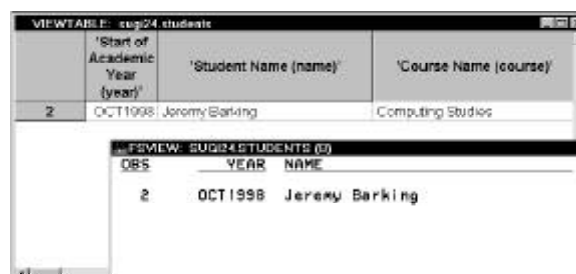 VIEWTABLE: sugi24.students
'Start of
Academic
Year
(year)'
'Student Name (name)'
'Course Name (course)'
2 OCT1998 Jeremy Barking Computing Studies
FSVIEW: SUGI24.STUDENTS (B)
OBS YEAR NAME
2 OCT1998 Jeremy Barking